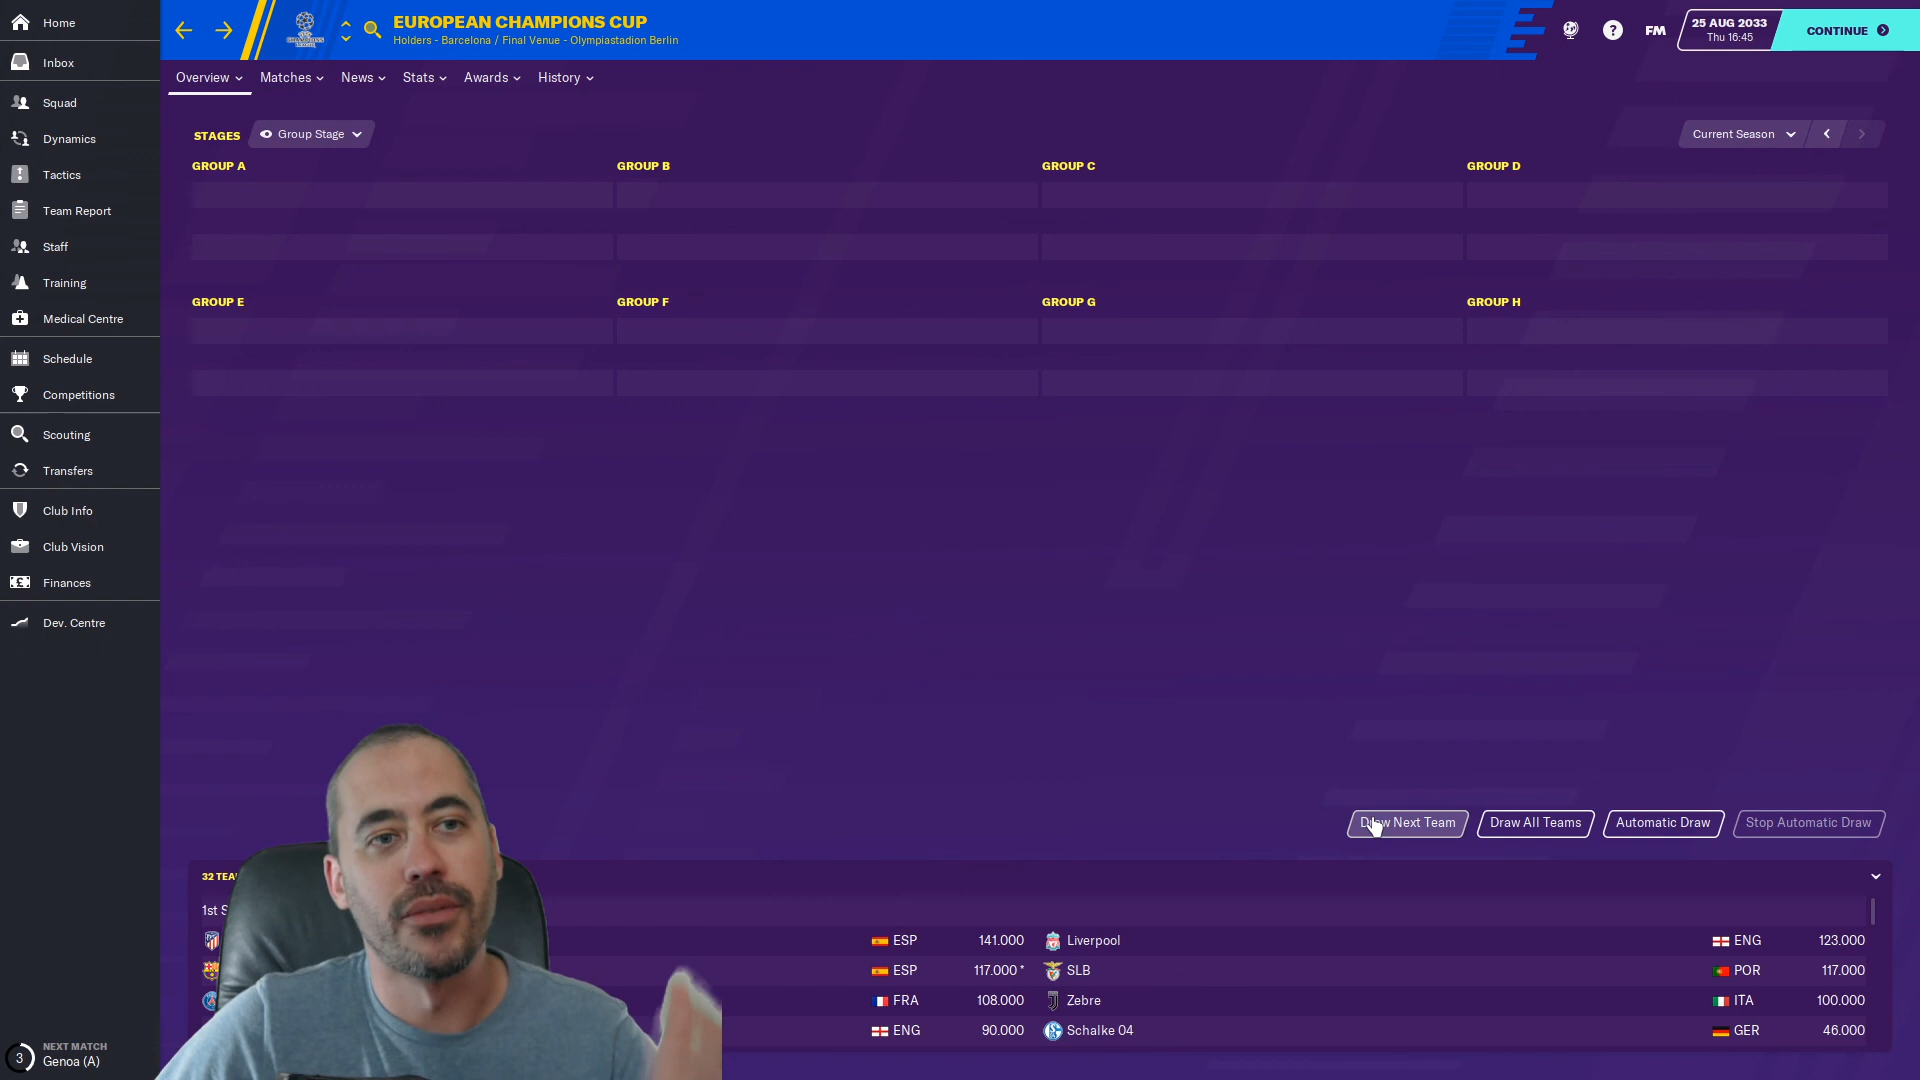 Home
Inbox
Squad
Dynamics
Tactics
Team Report
Staff
Training
Medical Centre
Schedule
Competitions
Scouting
Transfers
Club Info
Club Vision
Finances
Dev. Centre
3
NEXT MATCH
Genoa (A)
EUROPEAN CHAMPIONS CUP
Holders - Barcelona / Final Venue - Olympiastadion Berlin
?
FM
25 AUG 2033
Thu 16:45
CONTINUE
Overview
Matches
News
Stats
Awards
History
STAGES
Group Stage
Current Season
GROUP A
GROUP B
GROUP C
GROUP D
GROUP E
GROUP F
GROUP G
GROUP H
Draw Next Team
Draw All Teams
Automatic Draw
Stop Automatic Draw
32
1st
ESP 141.000 Liverpool ENG 123.000
ESP 117.000 * SLB POR 117.000
FRA 108.000 Zebre ITA 100.000
ENG 90.000 Schalke 04 GER 46.000